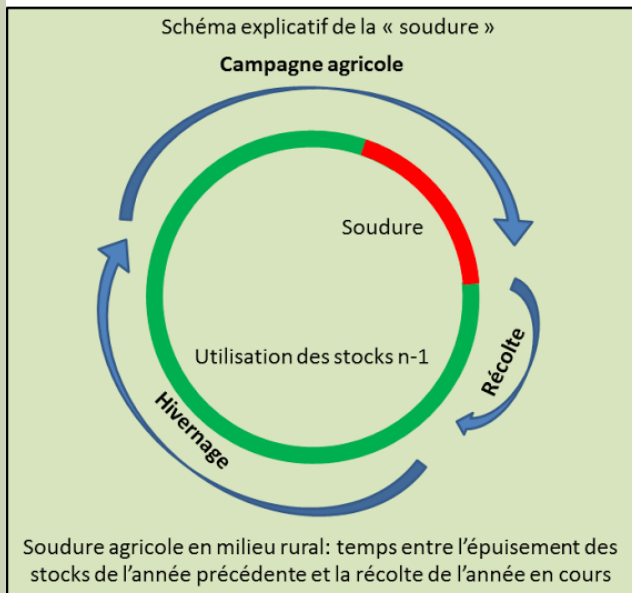 Schéma explicatif de la « soudure »
Campagne agricole
Soudure
Utilisation des stocks n-1
Récolte
Hivernage
Soudure agricole en milieu rural: temps entre l'épuisement des
stocks de l'année précédente et la récolte de l'année en cours